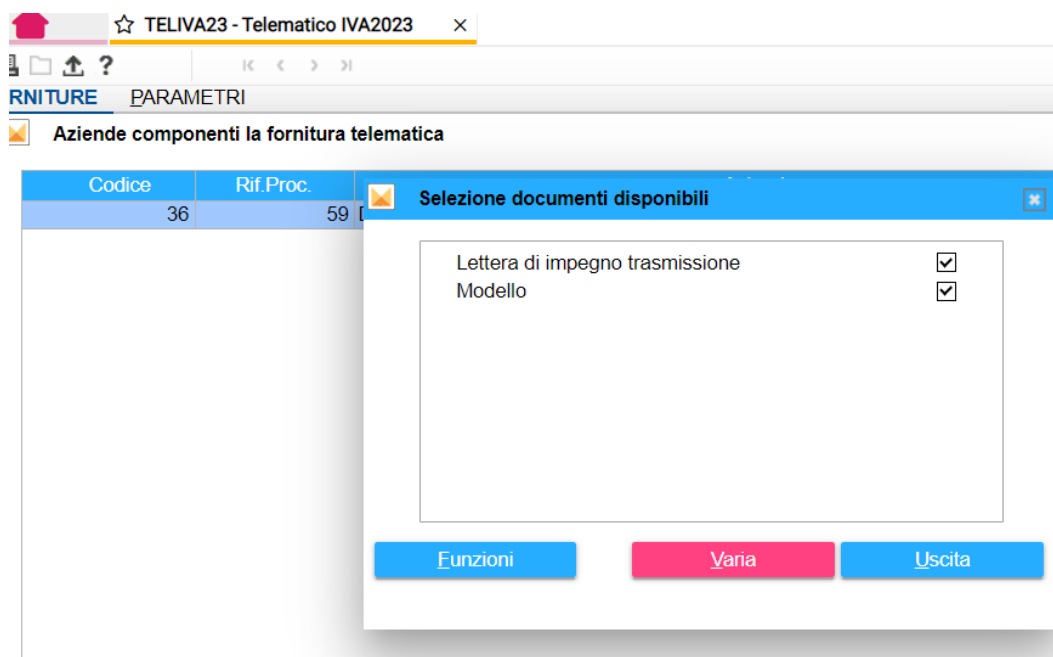 TELIVA23 - Telematico IVA2023
?
RNITURE PARAMETRI
Aziende componenti la fornitura telematica
Codice Rif.Proc.
36 59
Selezione documenti disponibili
Lettera di impegno trasmissione
Modello
Funzioni Varia Uscita